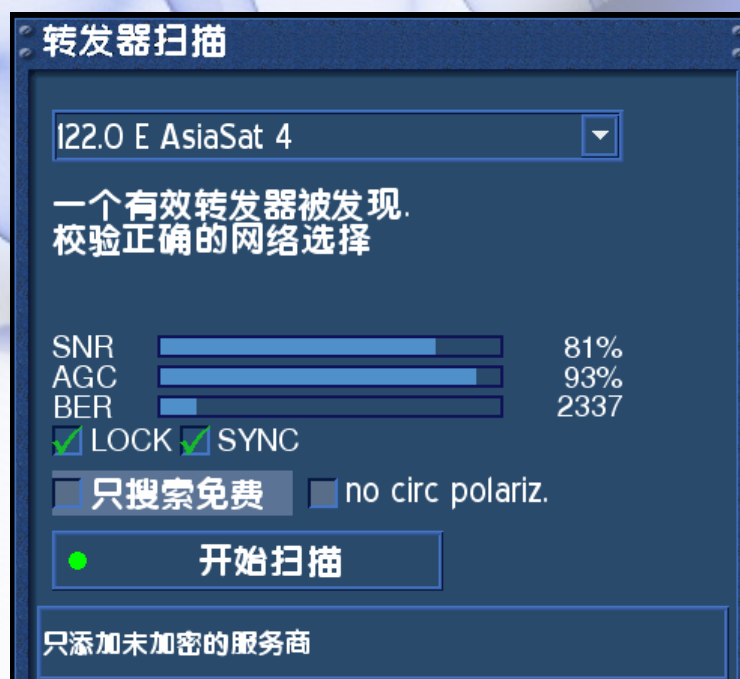 转发器扫描
122.0 E AsiaSat 4
一个有效转发器被发现.
校验正确的网络选择
SNR 81%
AGC 93%
BER 2337
LOCK SYNC
只搜索免费 no circ polariz.
开始扫描
只添加未加密的服务商